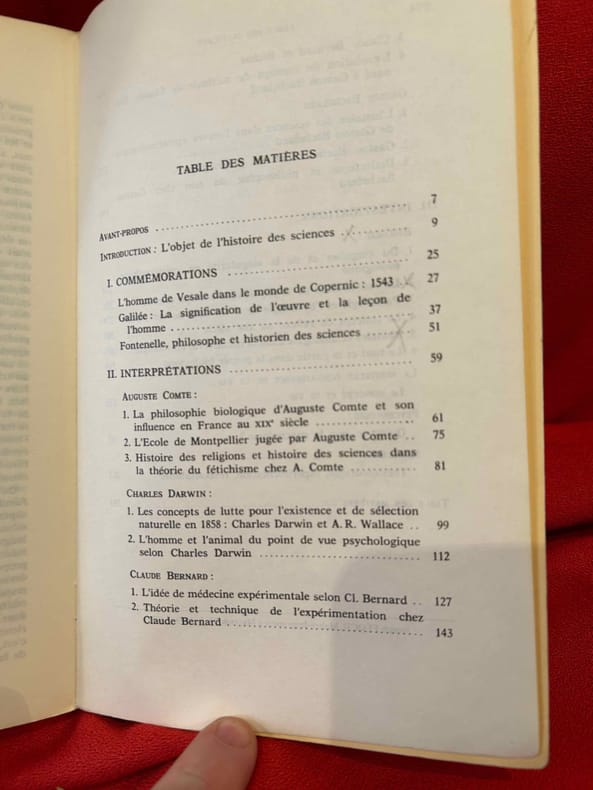 TABLE DES MATIÈRES
AVANT-PROPOS .......... 7
INTRODUCTION : L'objet de l'histoire des sciences .......... 9
I. COMMÉMORATIONS .......... 25
L'homme de Vesale dans le monde de Copernic : 1543 .. 27
Galilée : La signification de l'œuvre et la leçon de
l'homme .......... 37
Fontenelle, philosophe et historien des sciences .......... 51
II. INTERPRÉTATIONS .......... 59
AUGUSTE COMTE :
1. La philosophie biologique d'Auguste Comte et son
influence en France au XIXe siècle .......... 61
2. L'Ecole de Montpellier jugée par Auguste Comte .. 75
3. Histoire des religions et histoire des sciences dans
la théorie du fétichisme chez A. Comte .......... 81
CHARLES DARWIN :
1. Les concepts de lutte pour l'existence et de sélection
naturelle en 1858 : Charles Darwin et A. R. Wallace .. 99
2. L'homme et l'animal du point de vue psychologique
selon Charles Darwin .......... 112
CLAUDE BERNARD :
1. L'idée de médecine expérimentale selon Cl. Bernard .. 127
2. Théorie et technique de l'expérimentation chez
Claude Bernard .......... 143